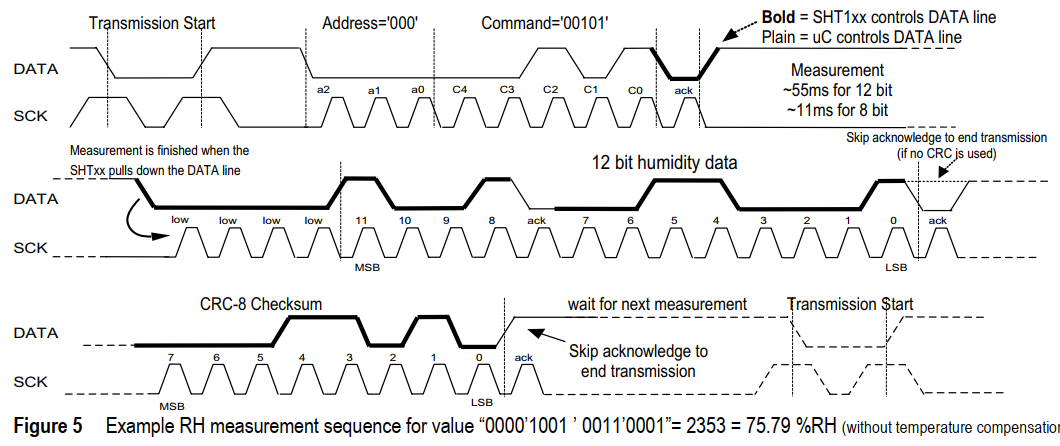 Transmission Start
Address='000'
Command='00101'
Bold = SHT1xx controls DATA line
Plain = uC controls DATA line
DATA
Measurement
~55ms for 12 bit
~11ms for 8 bit
a2 a1 a0 C4 C3 C2 C1 C0 ack
SCK
Measurement is finished when the
SHTxx pulls down the DATA line
12 bit humidity data
Skip acknowledge to end transmission
(if no CRC is used)
DATA
low low low low 11 10 9 8 ack 7 6 5 4 3 2 1 0 ack
SCK
MSB LSB
CRC-8 Checksum
wait for next measurement
Transmission Start
DATA
Skip acknowledge to
end transmission
7 6 5 4 3 2 1 0 ack
SCK
MSB LSB
Figure 5 Example RH measurement sequence for value “0000’1001 ’ 0011’0001”= 2353 = 75.79 %RH (without temperature compensatio